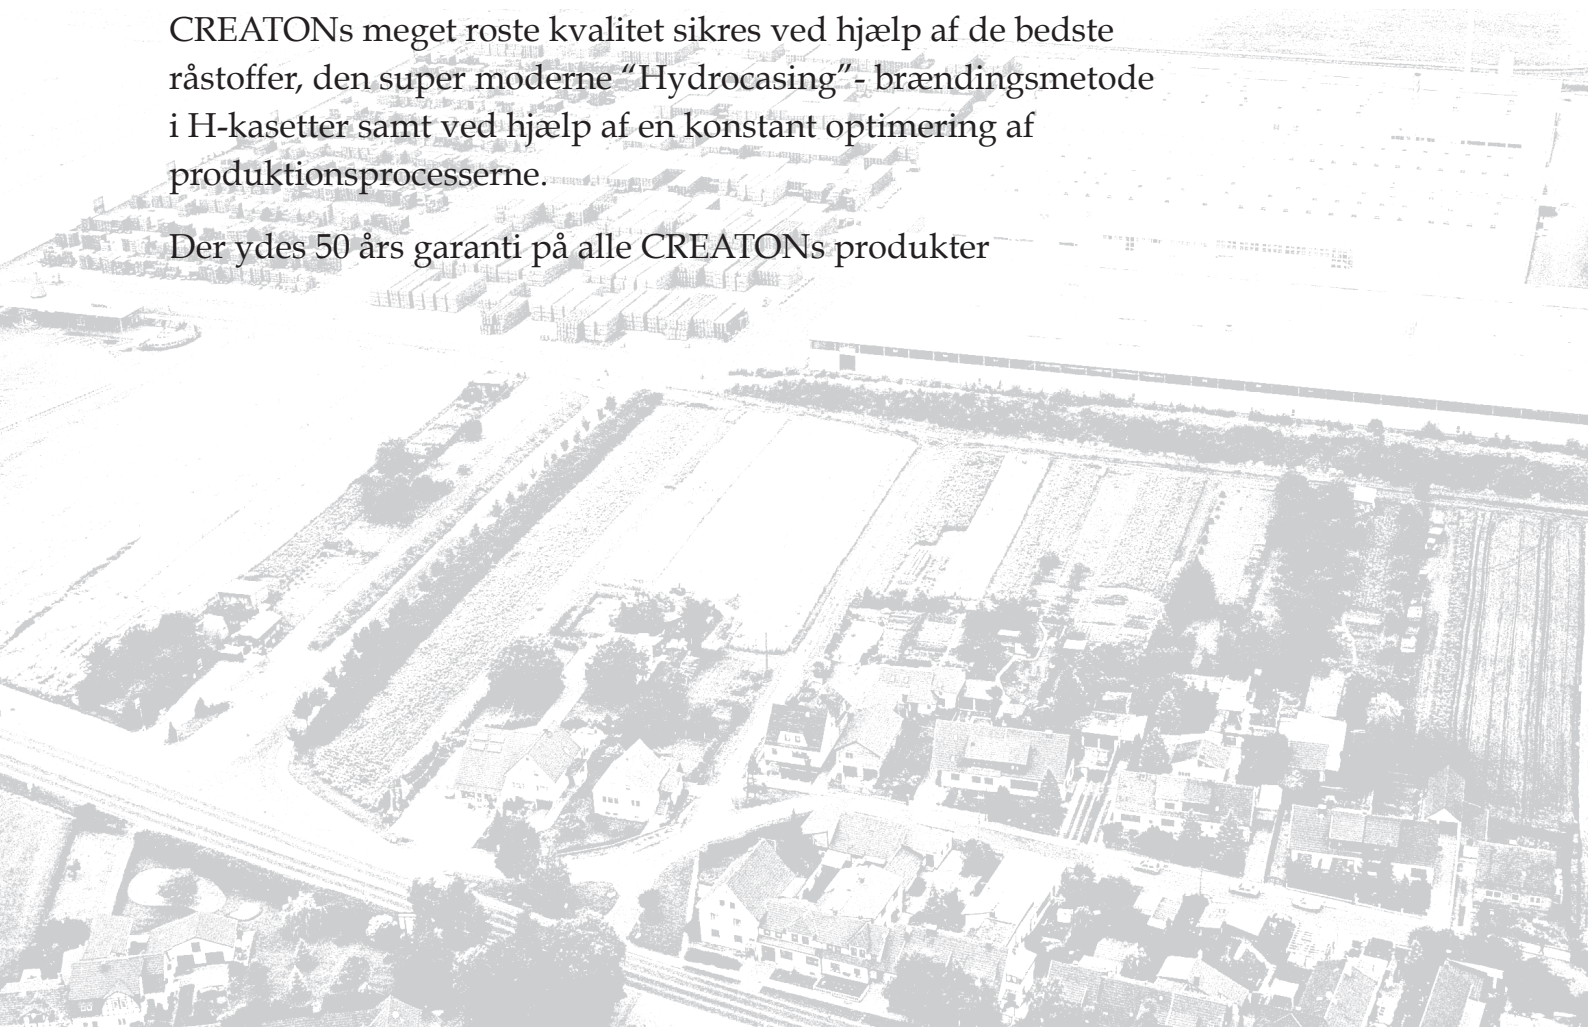 CREATONs meget roste kvalitet sikres ved hjælp af de bedste
råstoffer, den super moderne “Hydrocasing”- brændingsmetode
i H-kasetter samt ved hjælp af en konstant optimering af
produktionsprocesserne.
Der ydes 50 års garanti på alle CREATONs produkter